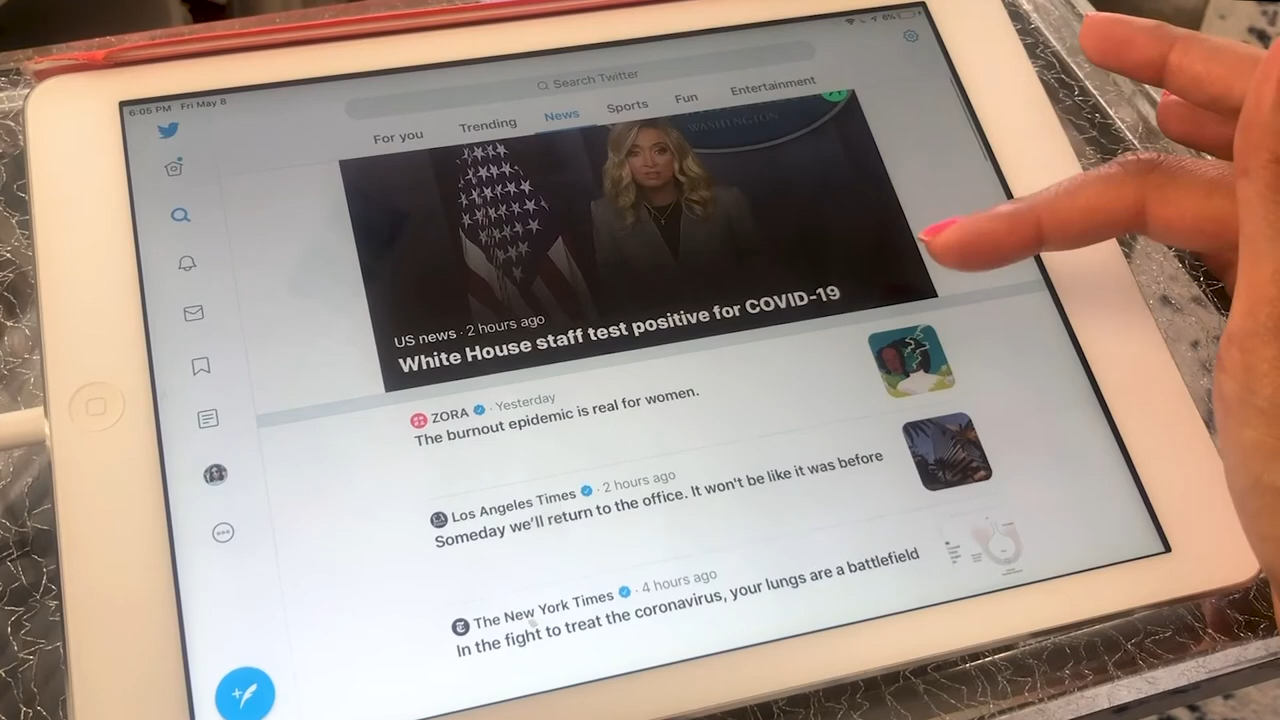 6:05 PM Fri May 8
6%
Search Twitter
For you Trending News Sports Fun Entertainment
WASHINGTON
US news · 2 hours ago
White House staff test positive for COVID-19
ZORA · Yesterday
The burnout epidemic is real for women.
Los Angeles Times · 2 hours ago
Someday we'll return to the office. It won't be like it was before
The New York Times · 4 hours ago
In the fight to treat the coronavirus, your lungs are a battlefield